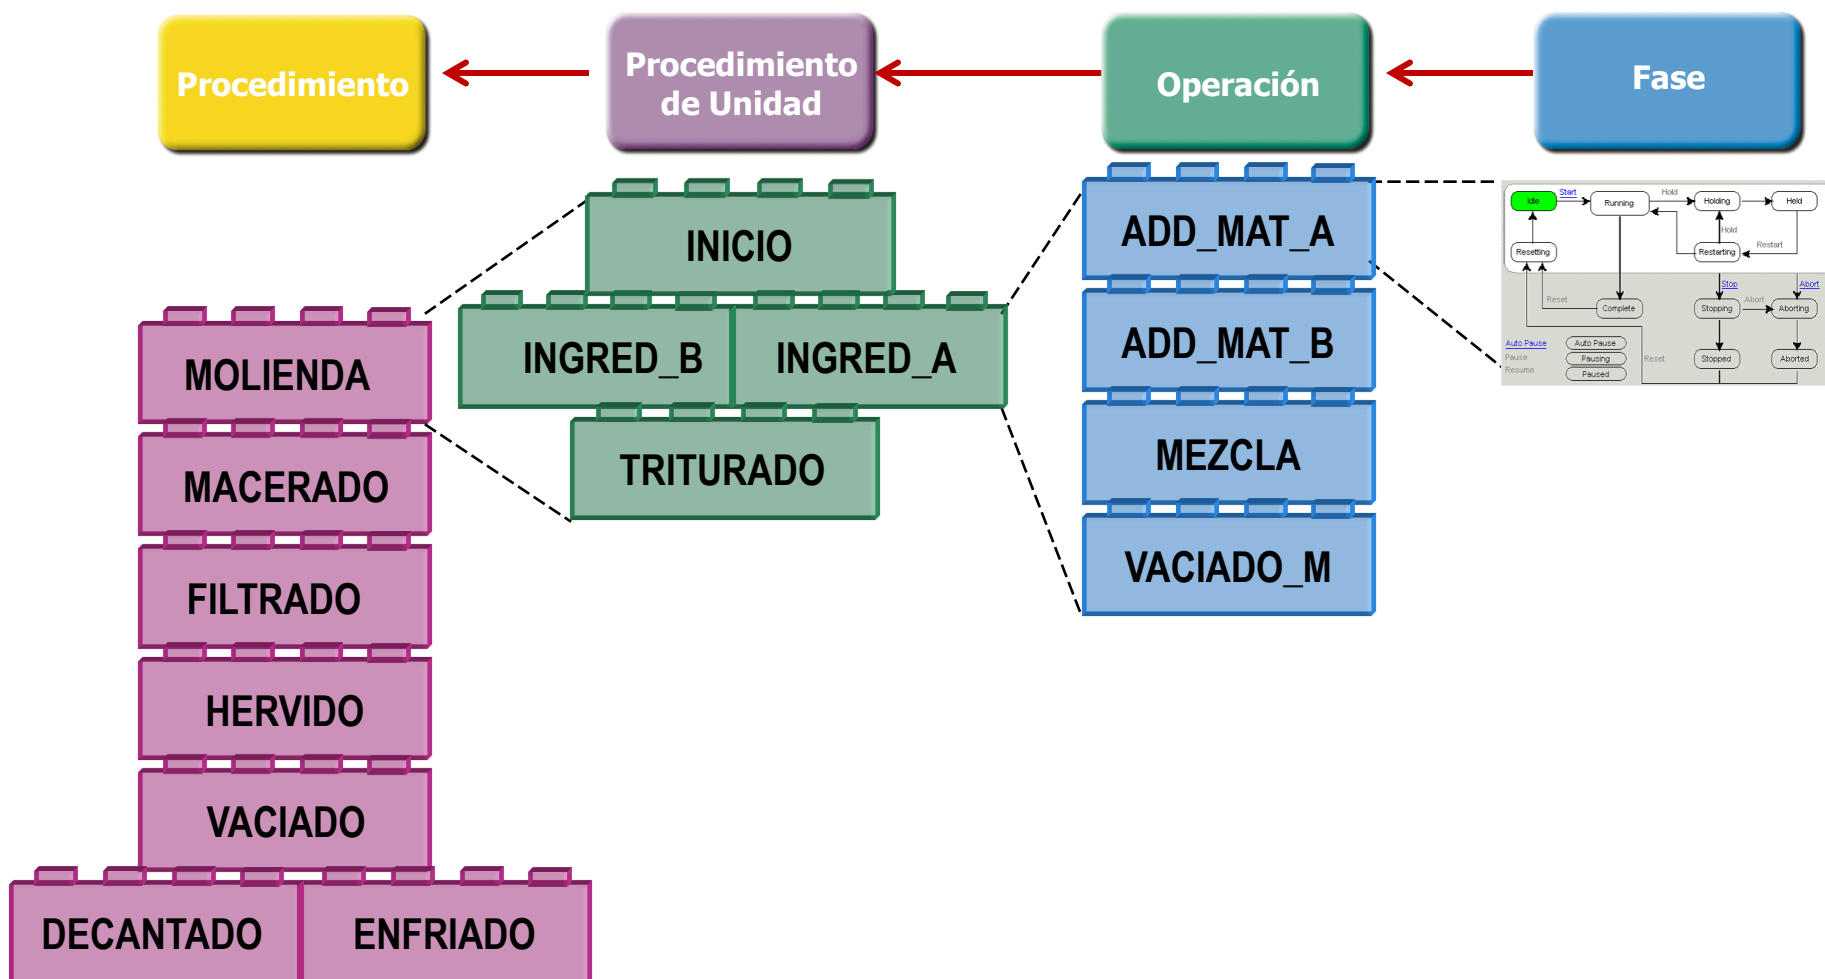 Procedimiento
Procedimiento
de Unidad
Operación
Fase
MOLIENDA
MACERADO
FILTRADO
HERVIDO
VACIADO
DECANTADO
ENFRIADO
INICIO
INGRED_B
INGRED_A
TRITURADO
ADD_MAT_A
ADD_MAT_B
MEZCLA
VACIADO_M
Idle
Start
Running
Hold
Holding
Held
Hold
Resetting
Restarting
Restart
Stop
Abort
Reset
Complete
Stopping
Abort
Aborting
Auto Pause
Auto Pause
Pause
Pausing
Reset
Stopped
Aborted
Resume
Paused